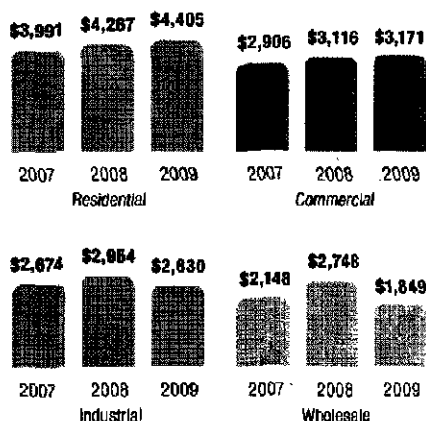 $3,991 $4,267 $4,405
2007 2008 2009
Residential
$2,906 $3,116 $3,171
2007 2008 2009
Commercial
$2,674 $2,954 $2,630
2007 2008 2009
Industrial
$2,148 $2,748 $1,849
2007 2008 2009
Wholesale